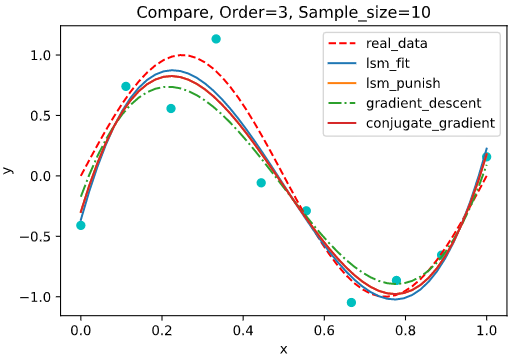 Compare, Order=3, Sample_size=10
real_data
lsm_fit
lsm_punish
gradient_descent
conjugate_gradient
y
1.0
0.5
0.0
−0.5
−1.0
0.0 0.2 0.4 0.6 0.8 1.0
x